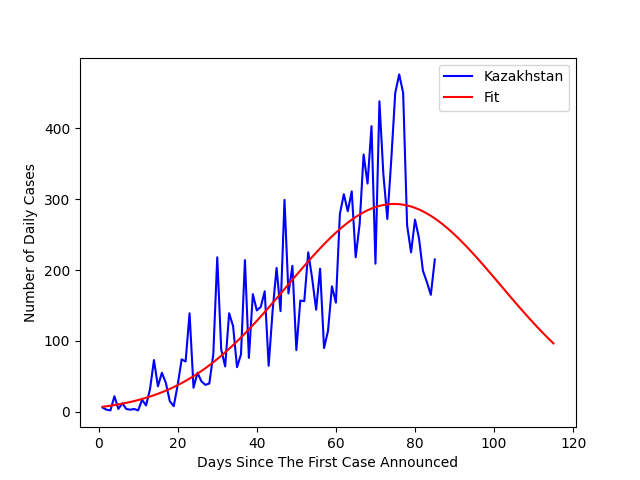 Kazakhstan
Fit
Number of Daily Cases
400
300
200
100
0
0 20 40 60 80 100 120
Days Since The First Case Announced